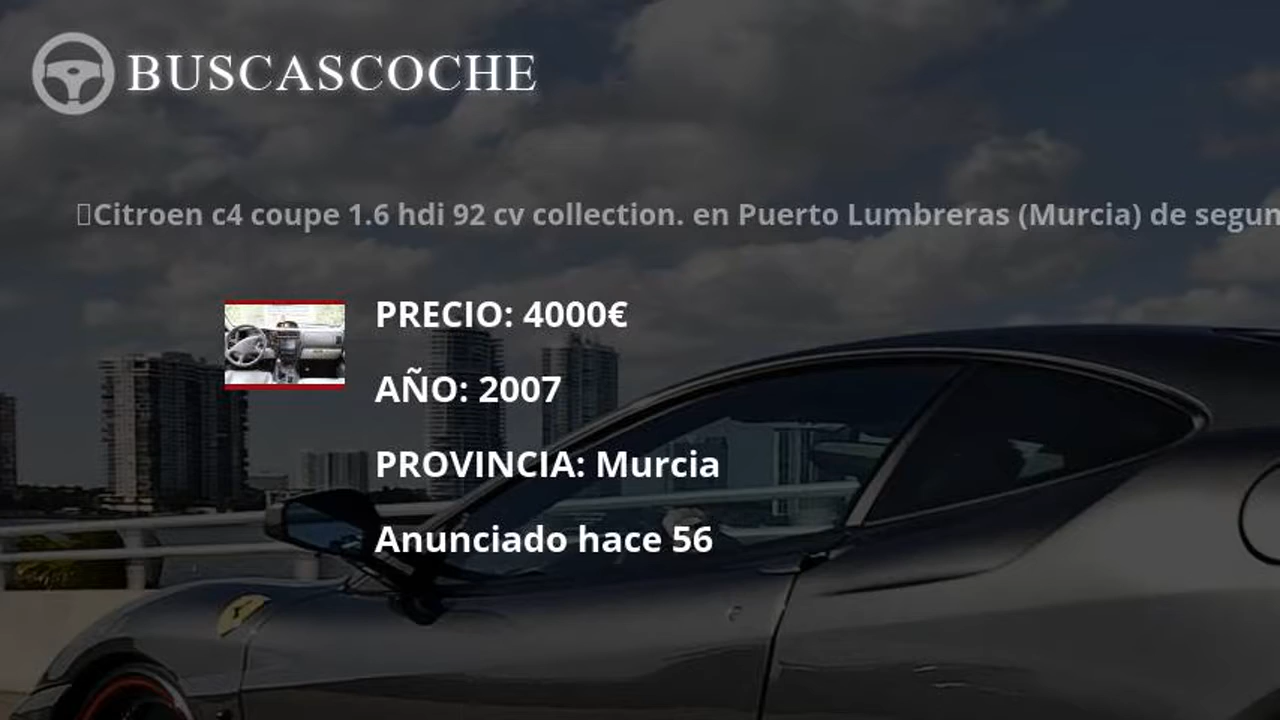 BUSCASCOCHE
Citroen c4 coupe 1.6 hdi 92 cv collection. en Puerto Lumbreras (Murcia) de segun
PRECIO: 4000€
AÑO: 2007
PROVINCIA: Murcia
Anunciado hace 56